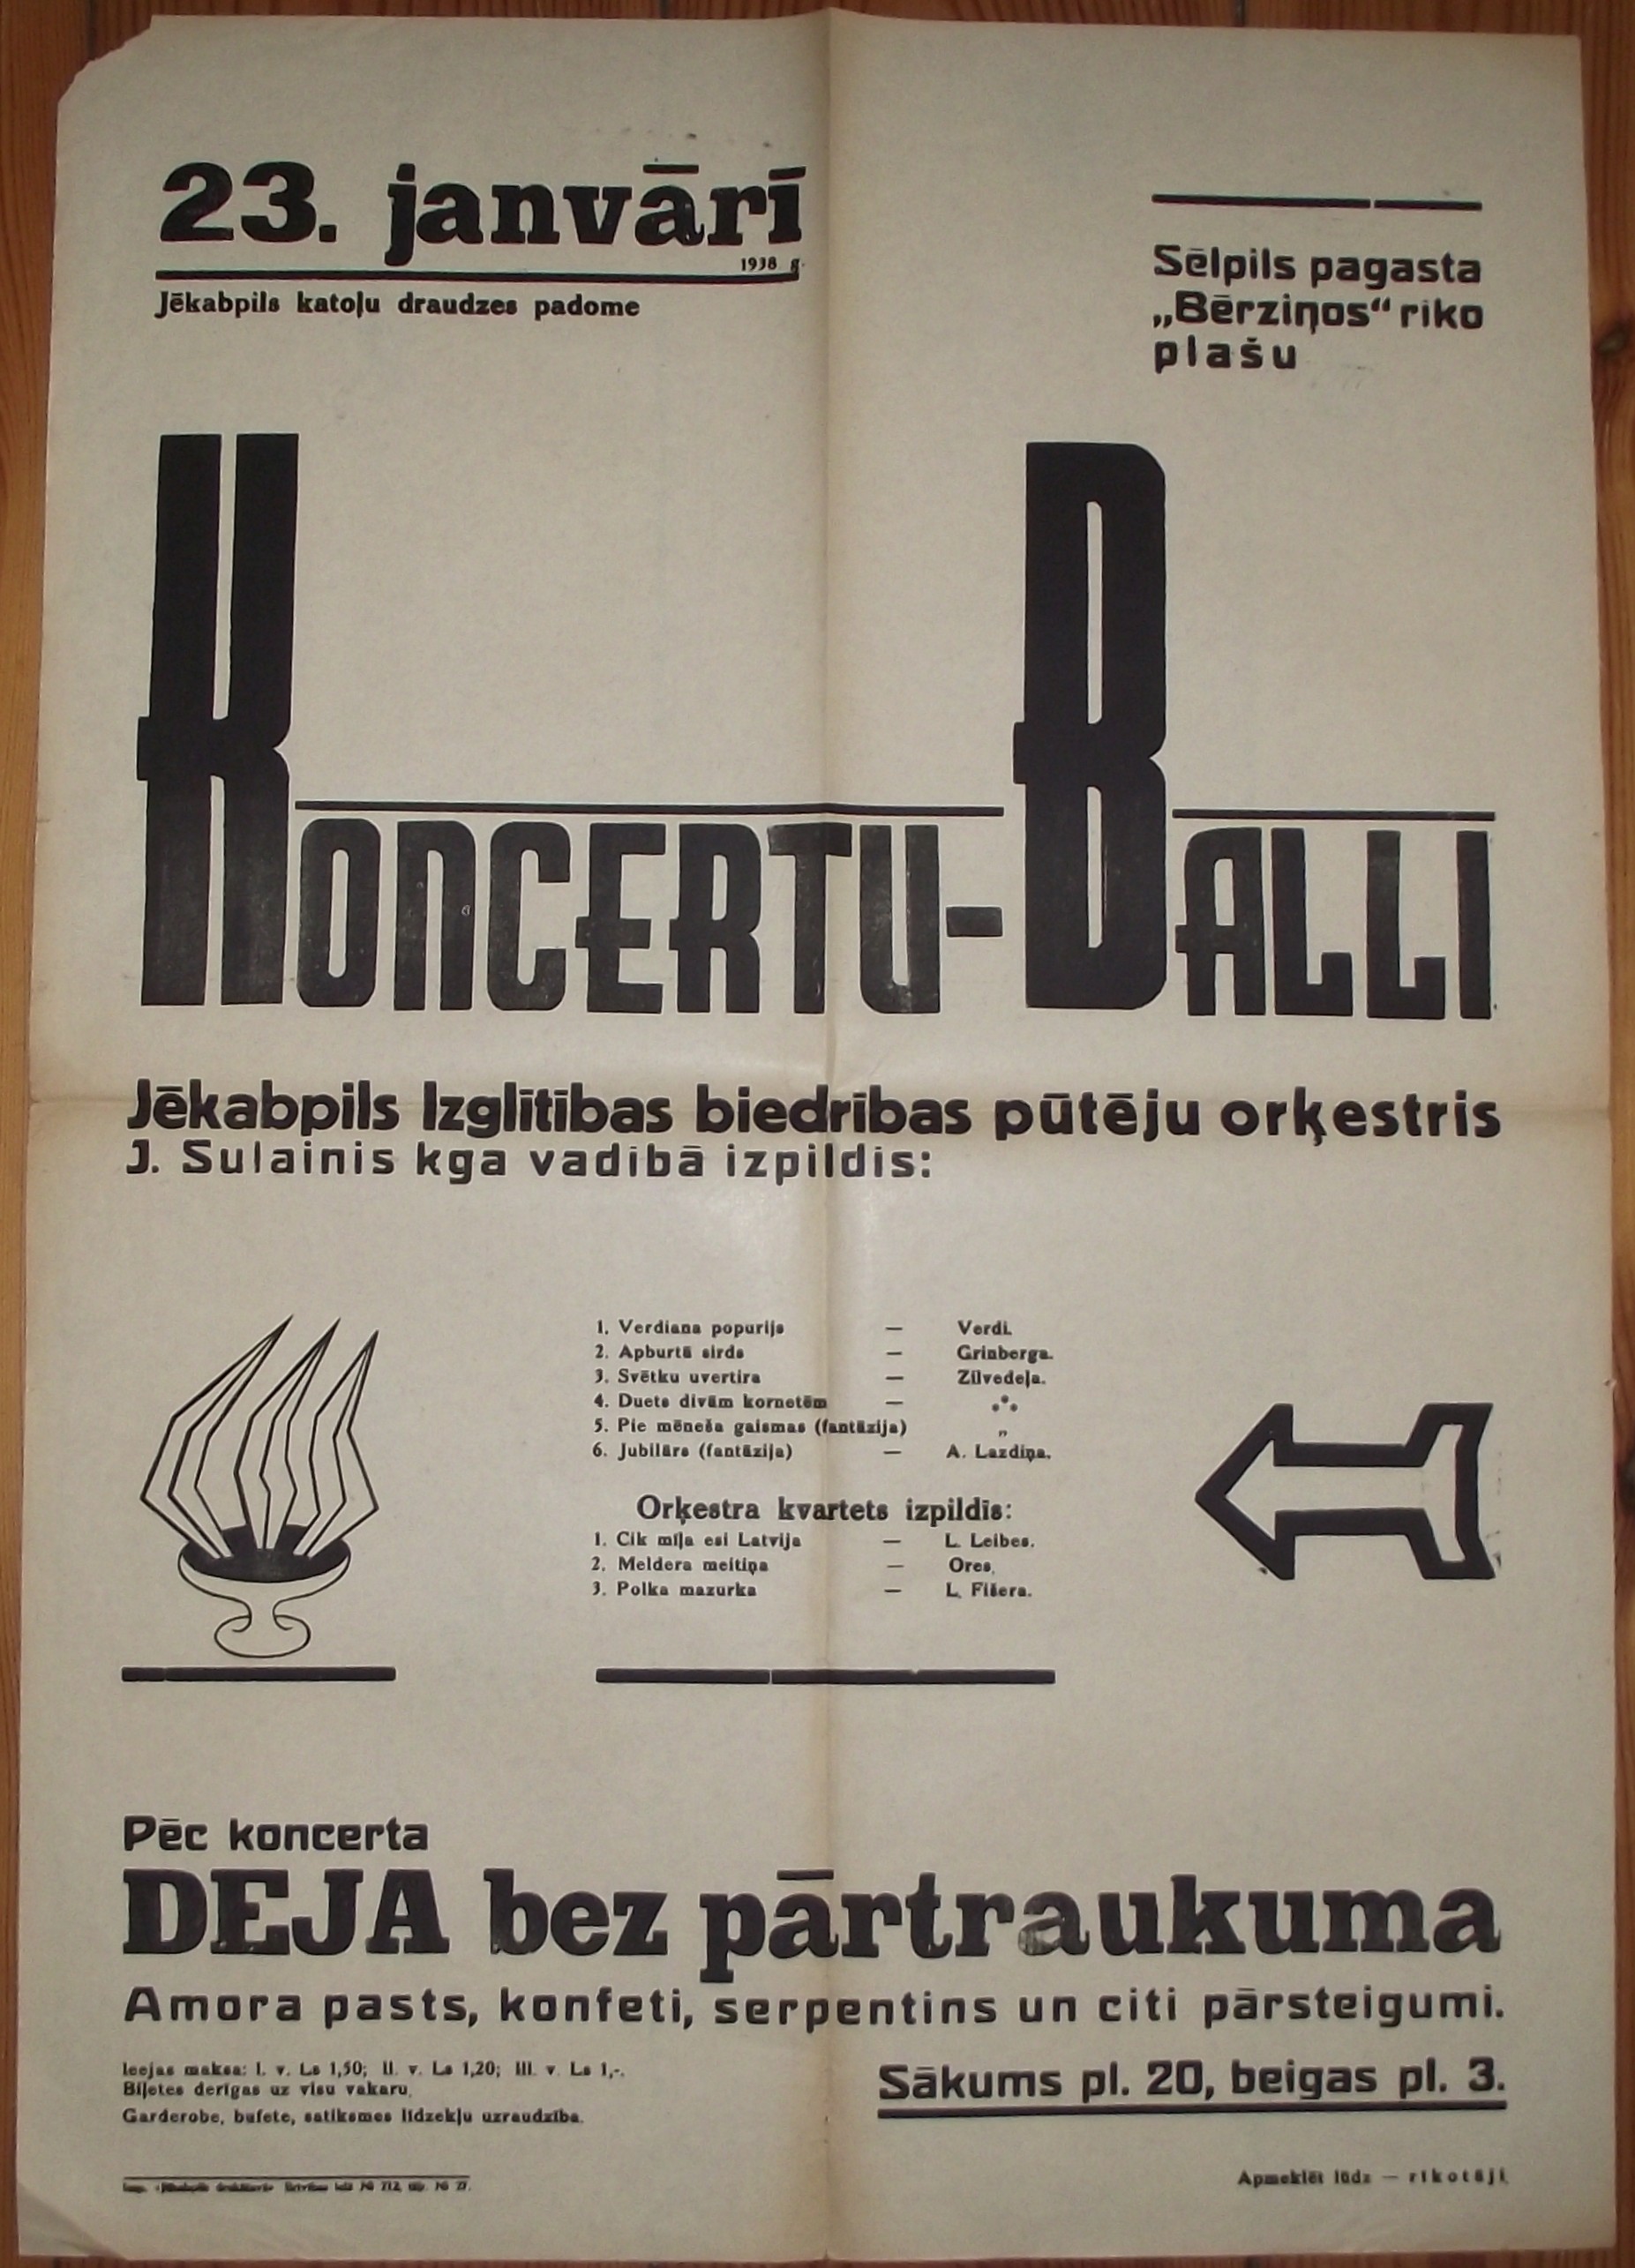 23. janvārī
1938 g.
Jēkabpils katoļu draudzes padome
Sēlpils pagasta
„Bērziņos“ rīko
plašu
KONCERTU-BALLI
Jēkabpils Izglītības biedrības pūtēju orķestris
J. Sulainis kga vadībā izpildīs:
1. Verdiana popurijs — Verdi.
2. Apburtā sirds — Grinberga.
3. Svētku uvertira — Zilvedeļa.
4. Duets divām kornetēm —
5. Pie mēneša gaismas (fantāzija) „
6. Jubilārs (fantāzija) — A. Lazdiņa.
Orķestra kvartets izpildīs:
1. Cik mīļa esi Latvija — L. Leibes.
2. Meldera meitiņa — Ores.
3. Polka mazurka — L. Fišera.
Pēc koncerta
DEJA bez pārtraukuma
Amora pasts, konfeti, serpentins un citi pārsteigumi.
Ieejas maksa: I. v. Ls 1,50; II. v. Ls 1,20; III. v. Ls 1,-.
Biļetes derīgas uz visu vakaru.
Garderobe, bufete, satiksmes līdzekļu uzraudzība.
Sākums pl. 20, beigas pl. 3.
Apmeklēt lūdz — rīkotāji.